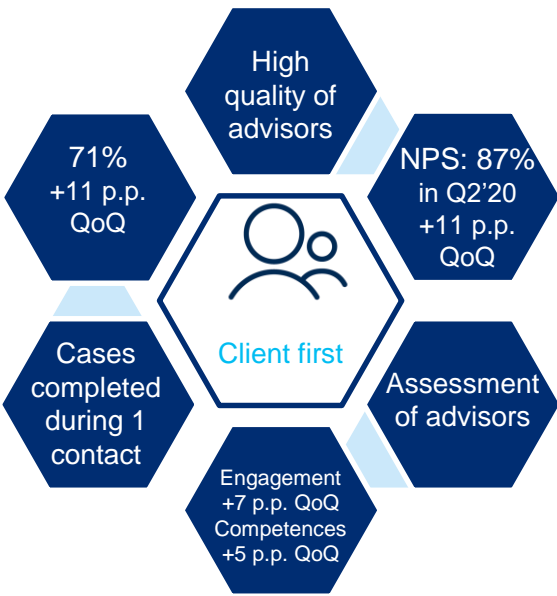 High
quality of
advisors
71%
+11 p.p.
QoQ
NPS: 87%
in Q2'20
+11 p.p.
QoQ
Client first
Cases
completed
during 1
contact
Assessment
of advisors
Engagement
+7 p.p. QoQ
Competences
+5 p.p. QoQ